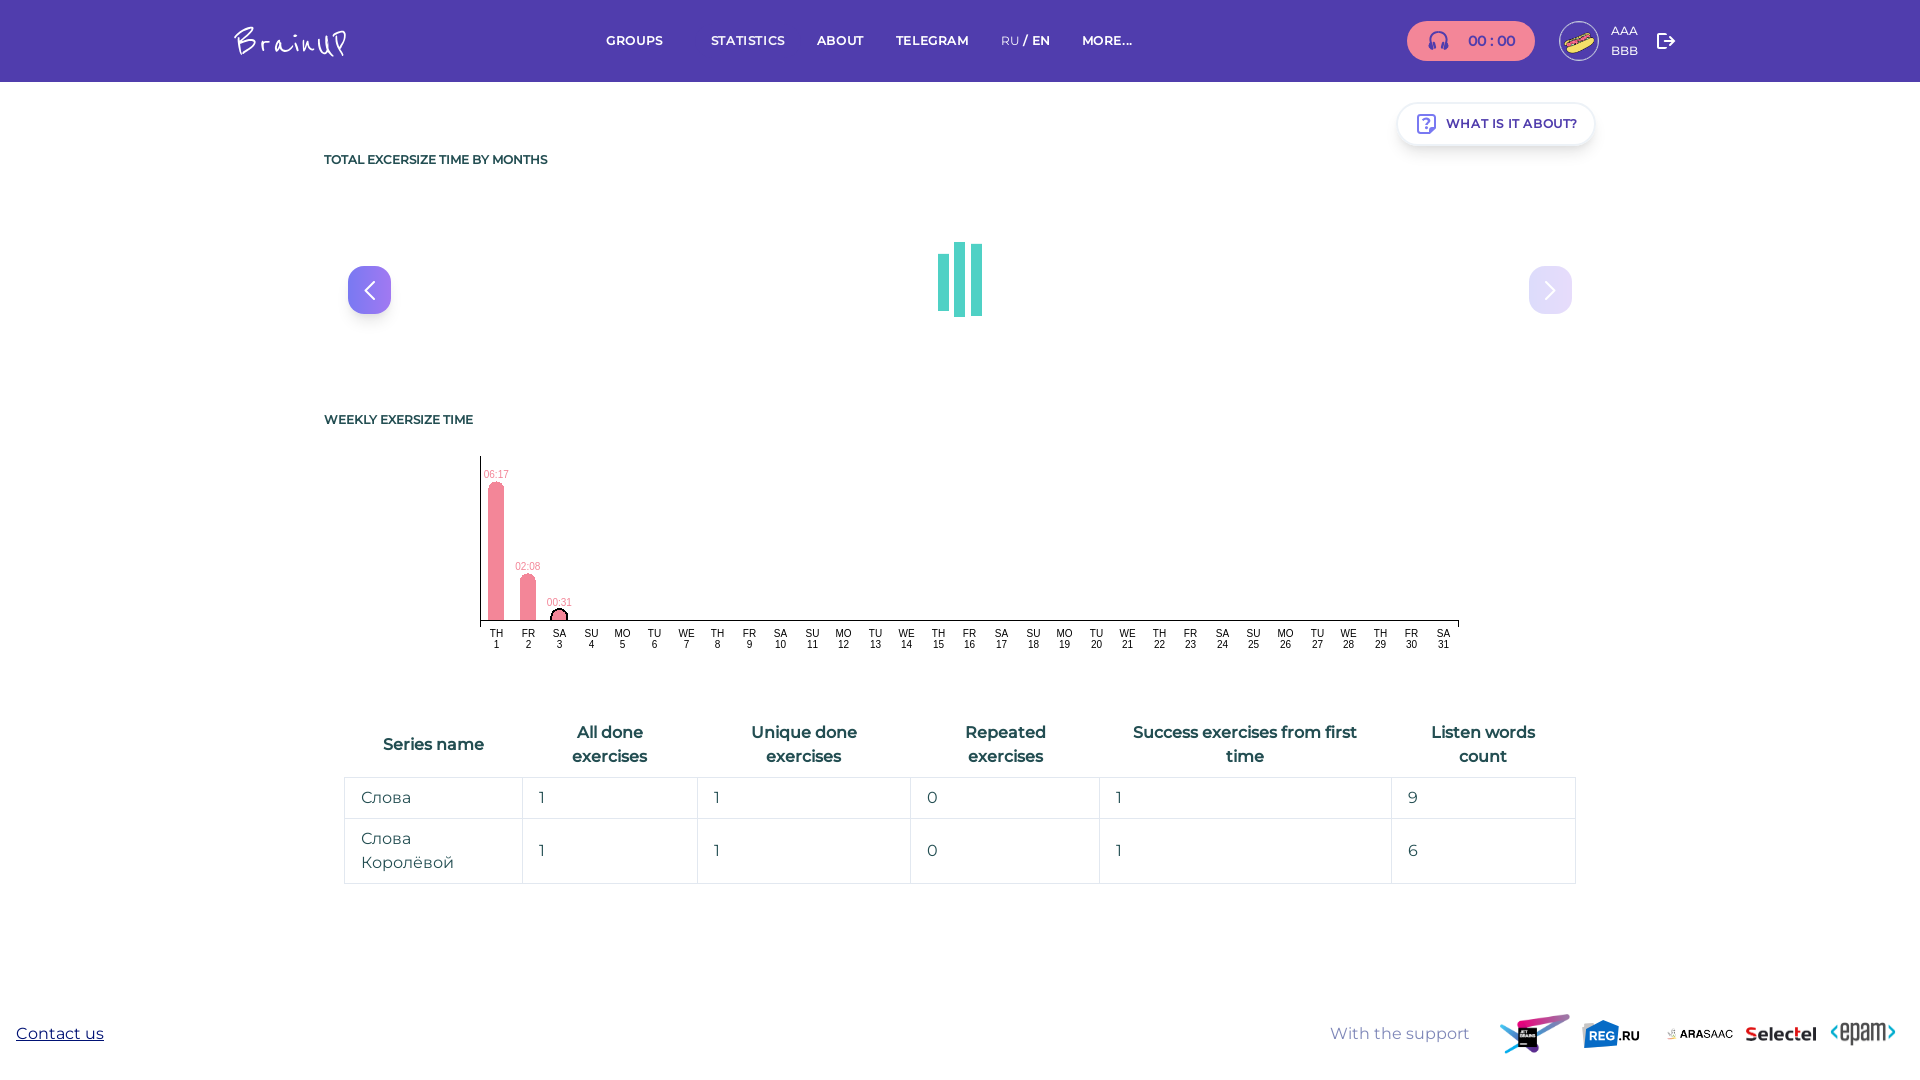 BrainUP
GROUPS STATISTICS ABOUT TELEGRAM RU / EN MORE... 00 : 00 AAA BBB
WHAT IS IT ABOUT?
TOTAL EXCERSIZE TIME BY MONTHS
WEEKLY EXERSIZE TIME
06:17
02:08
00:31
TH FR SA SU MO TU WE TH FR SA SU MO TU WE TH FR SA SU MO TU WE TH FR SA SU MO TU WE TH FR SA
1 2 3 4 5 6 7 8 9 10 11 12 13 14 15 16 17 18 19 20 21 22 23 24 25 26 27 28 29 30 31
Series name All done exercises Unique done exercises Repeated exercises Success exercises from first time Listen words count
Слова 1 1 0 1 9
Слова Королёвой 1 1 0 1 6
Contact us With the support REG.RU ARASAAC Selectel <epam>